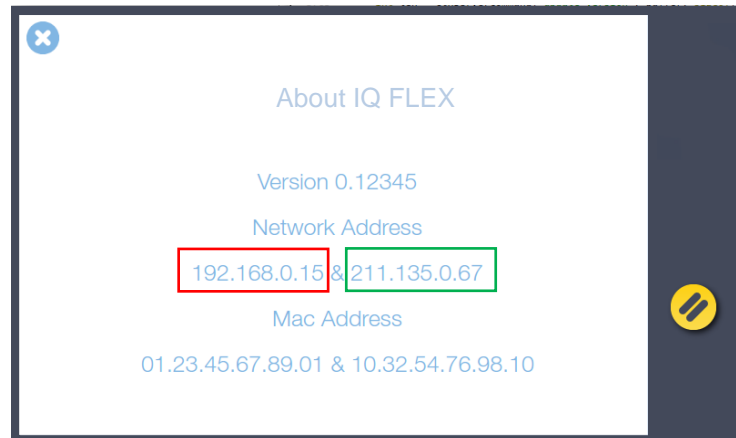 About IQ FLEX
Version 0.12345
Network Address
192.168.0.15 & 211.135.0.67
Mac Address
01.23.45.67.89.01 & 10.32.54.76.98.10